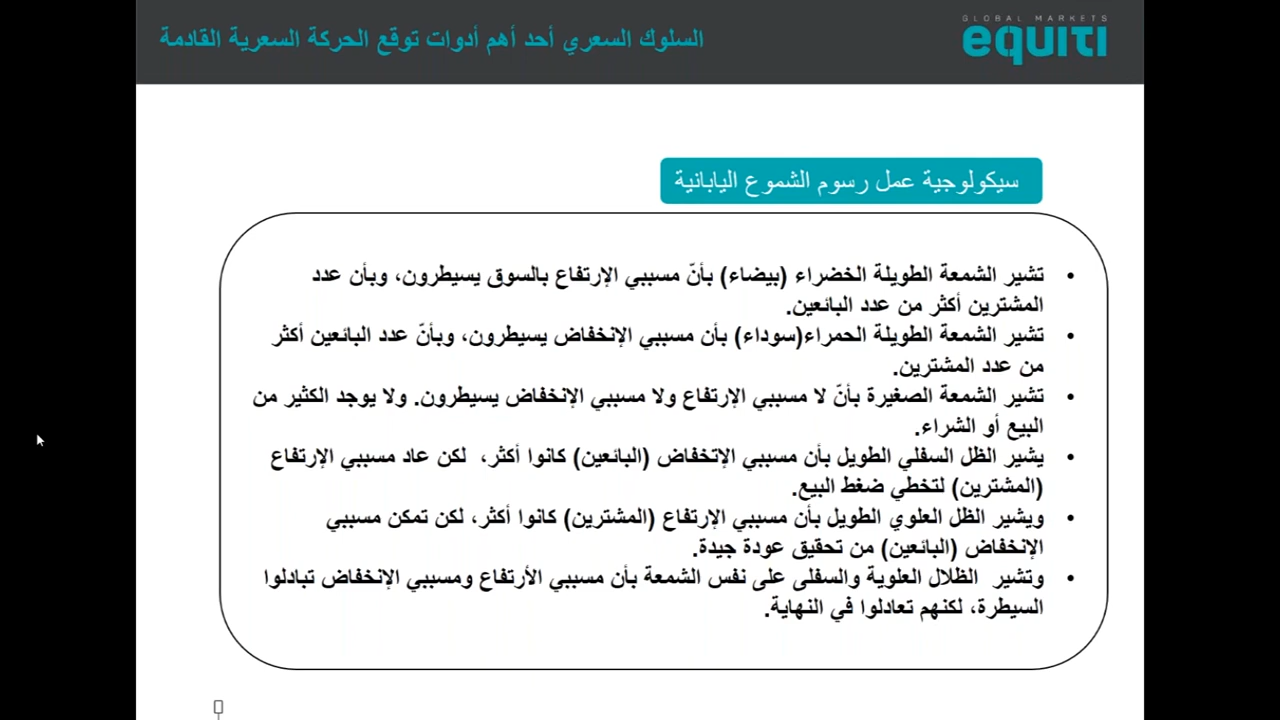 GLOBAL MARKETS
equiti
السلوك السعري أحد أهم أدوات توقع الحركة السعرية القادمة
سيكولوجية عمل رسوم الشموع اليابانية
• تشير الشمعة الطويلة الخضراء (بيضاء) بأنّ مسببي الإرتفاع بالسوق يسيطرون، وبأن عدد
المشترين أكثر من عدد البائعين.
• تشير الشمعة الطويلة الحمراء(سوداء) بأن مسببي الإنخفاض يسيطرون، وبأنّ عدد البائعين أكثر
من عدد المشترين.
• تشير الشمعة الصغيرة بأنّ لا مسببي الإرتفاع ولا مسببي الإنخفاض يسيطرون. ولا يوجد الكثير من
البيع أو الشراء.
• يشير الظل السفلي الطويل بأن مسببي الإتخفاض (البائعين) كانوا أكثر، لكن عاد مسببي الإرتفاع
(المشترين) لتخطي ضغط البيع.
• ويشير الظل العلوي الطويل بأن مسببي الإرتفاع (المشترين) كانوا أكثر، لكن تمكن مسببي
الإنخفاض (البائعين) من تحقيق عودة جيدة.
• وتشير الظلال العلوية والسفلى على نفس الشمعة بأن مسببي الأرتفاع ومسببي الإنخفاض تبادلوا
السيطرة، لكنهم تعادلوا في النهاية.